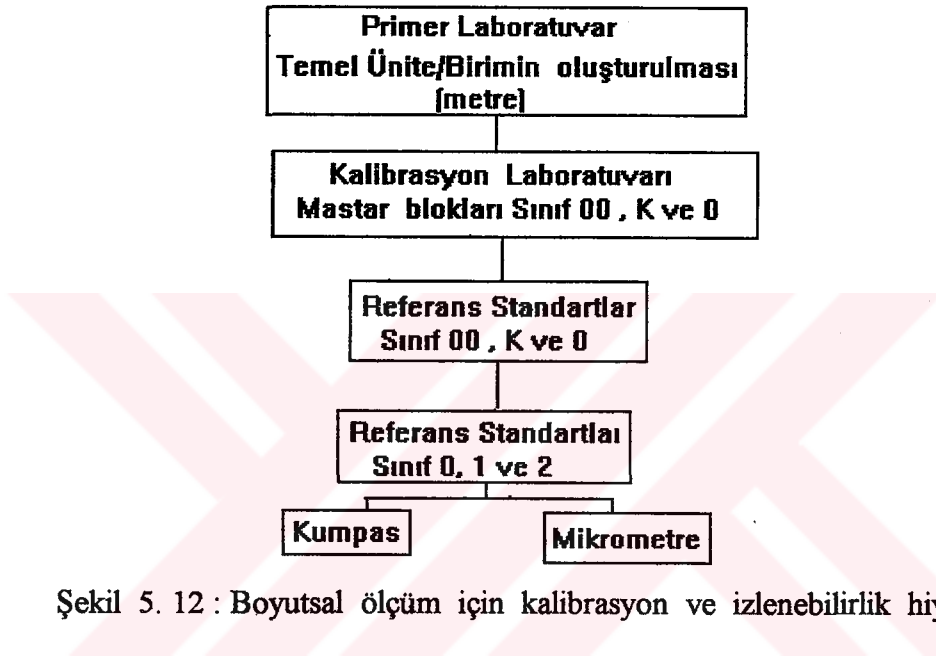 Primer Laboratuvar
Temel Ünite/Birimin oluşturulması
(metre)
Kalibrasyon Laboratuvarı
Mastar blokları Sınıf 00 , K ve 0
Referans Standartlar
Sınıf 00 , K ve 0
Referans Standartlaı
Sınıf 0, 1 ve 2
Kumpas
Mikrometre
Şekil 5. 12 : Boyutsal ölçüm için kalibrasyon ve izlenebilirlik